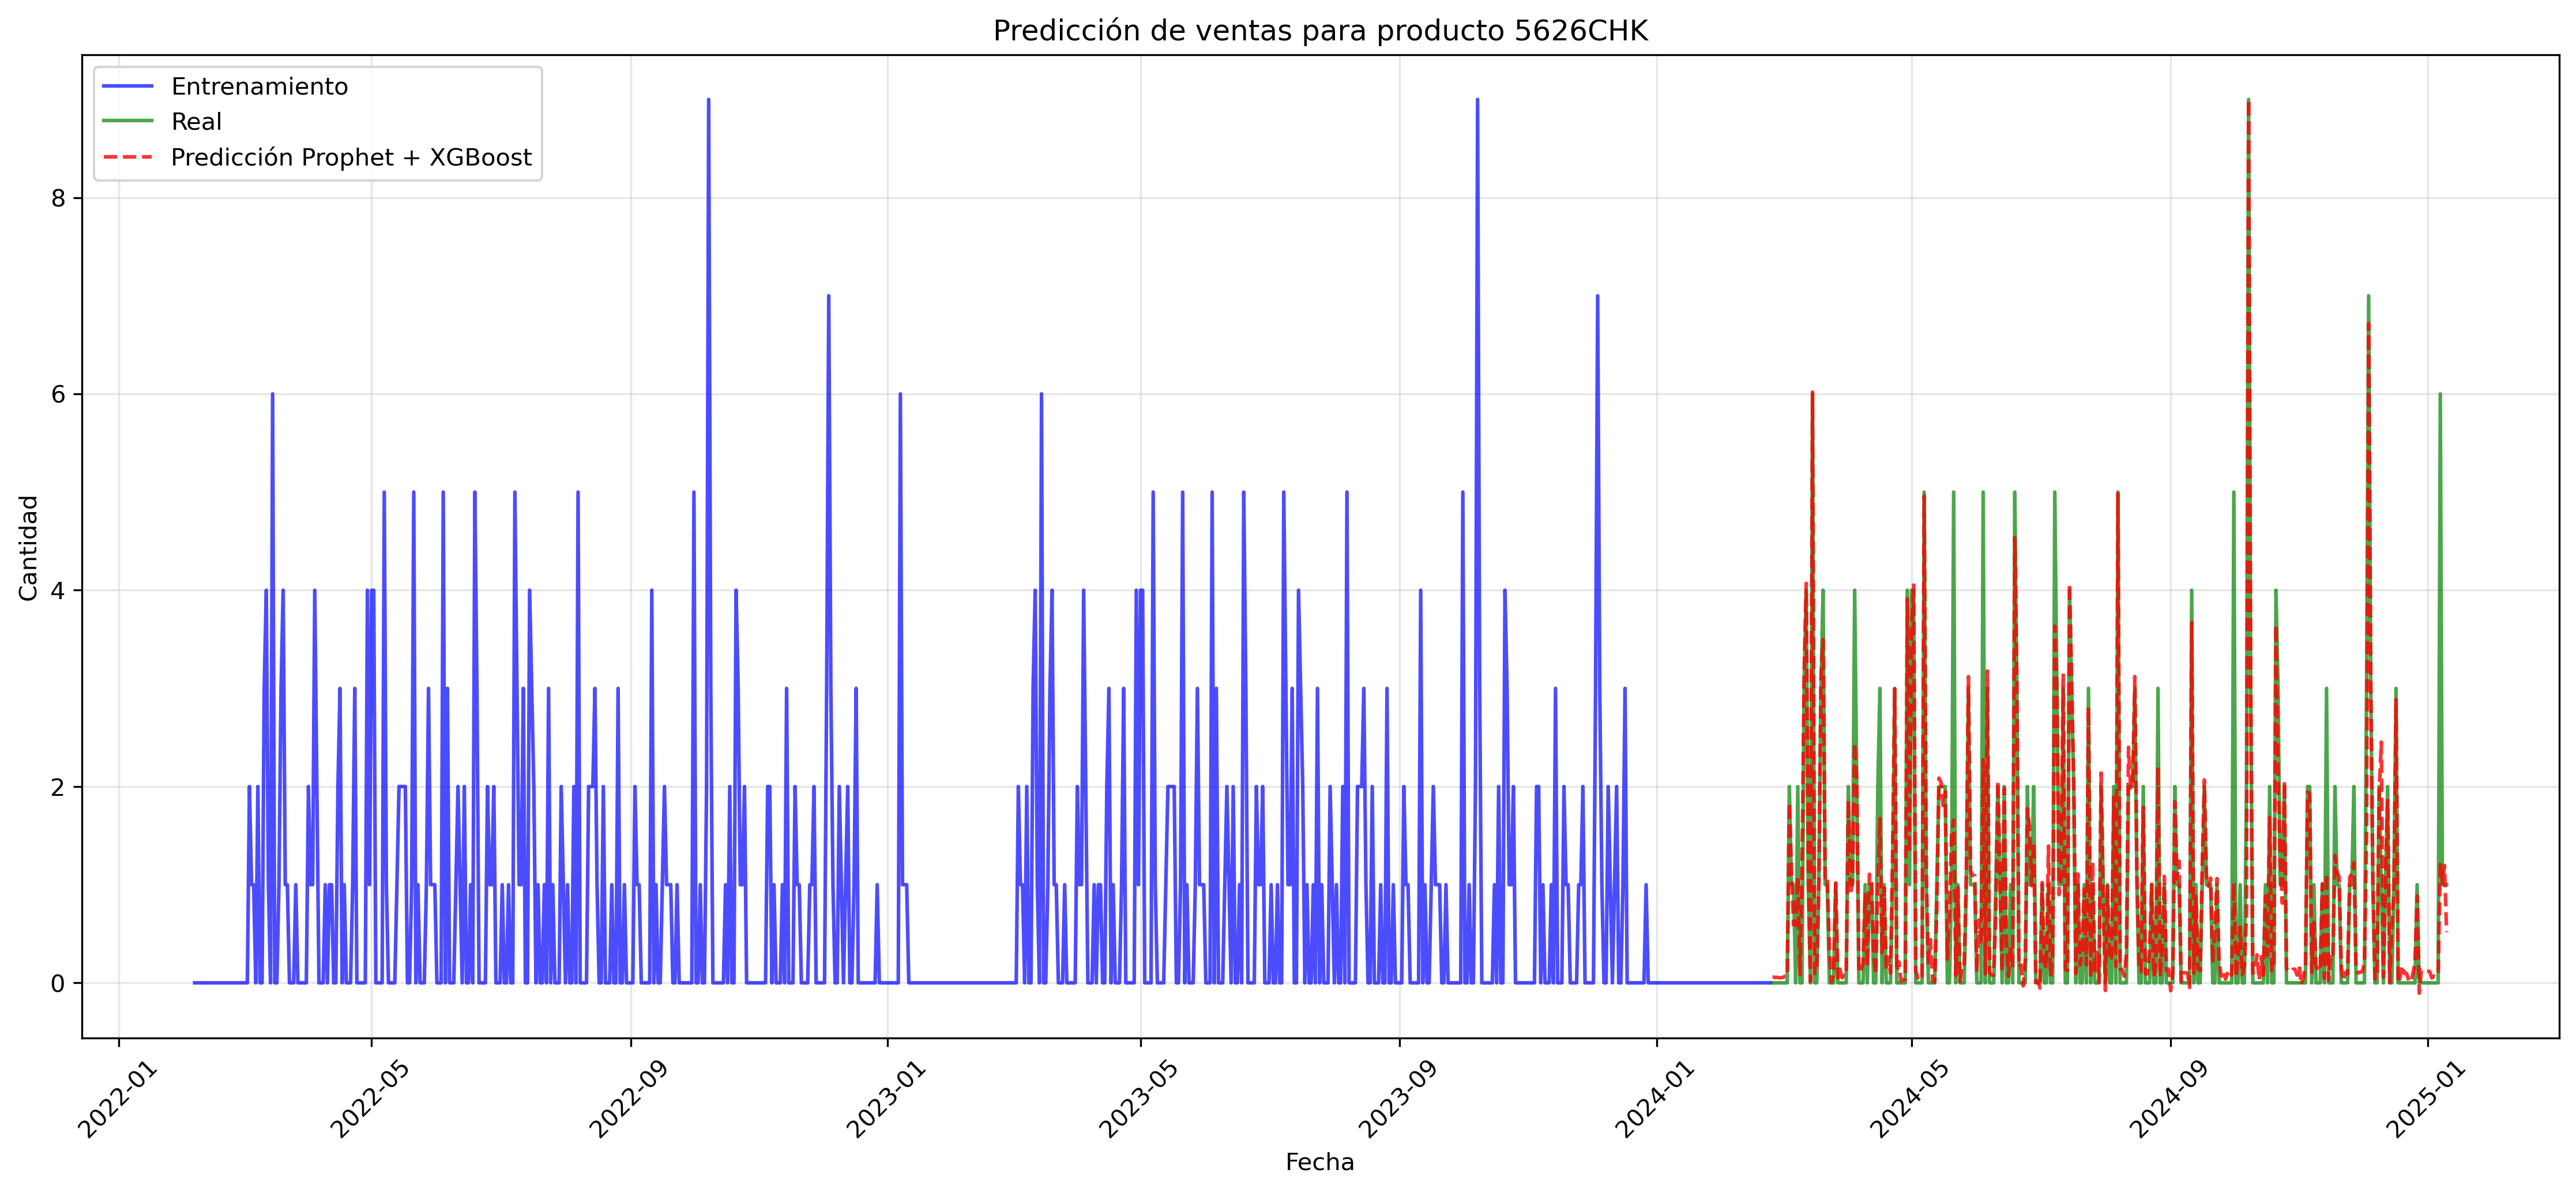 Predicción de ventas para producto 5626CHK
Entrenamiento
Real
Predicción Prophet + XGBoost
Cantidad
8
6
4
2
0
2022-01
2022-05
2022-09
2023-01
2023-05
2023-09
2024-01
2024-05
2024-09
2025-01
Fecha